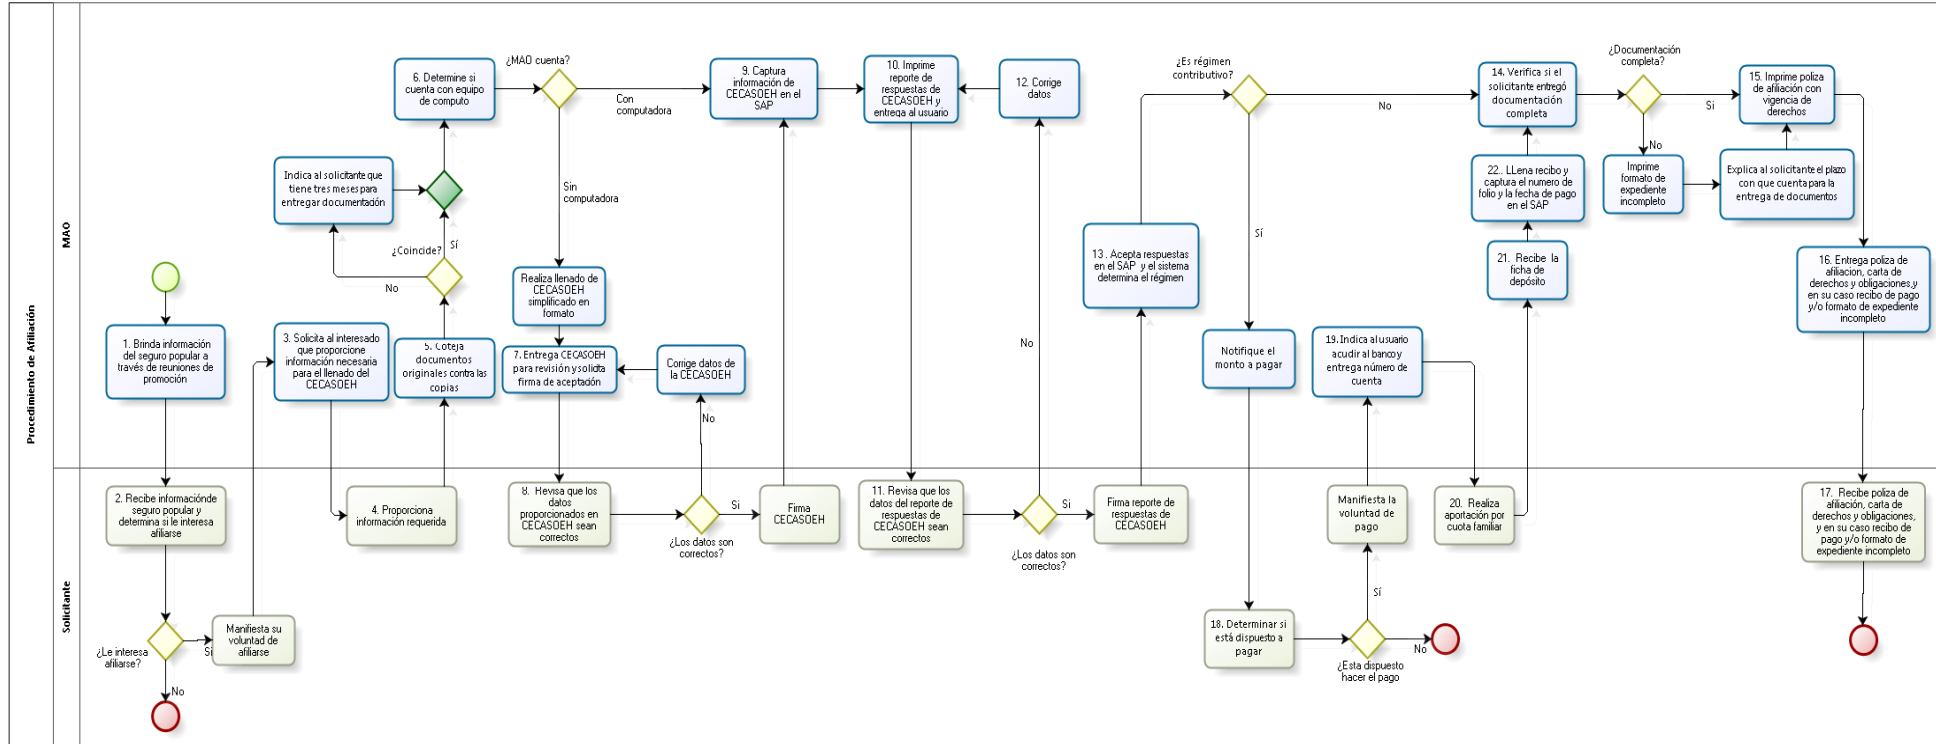 Procedimiento de Afiliación
MAO
Solicitante
1. Brinda información
del seguro popular a
través de reuniones de
promoción
2. Recibe informaciónde
seguro popular y
determina si le interesa
afiliarse
¿Le interesa
afiliarse?
Si
No
Manifiesta su
voluntad de
afiliarse
3. Solicita al interesado
que proporcione
información necesaria
para el llenado del
CECASOEH
4. Proporciona
información requerida
5. Coteja
documentos
originales contra las
copias
¿Coincide?
Sí
No
Indica al solicitante que
tiene tres meses para
entregar documentación
6. Determine si
cuenta con equipo
de computo
¿MAO cuenta?
Con
computadora
Sin
computadora
Realiza llenado de
CECASOEH
simplificado en
formato
7. Entrega CECASOEH
para revisión y solicita
firma de aceptación
8. Revisa que los
datos
proporcionados en
CECASOEH sean
correctos
¿Los datos son
correctos?
No
Si
Corrige datos de
la CECASOEH
Firma
CECASOEH
9. Captura
información de
CECASOEH en el
SAP
10. Imprime
reporte de
respuestas de
CECASOEH y
entrega al usuario
11. Revisa que los
datos del reporte de
respuestas de
CECASOEH sean
correctos
¿Los datos son
correctos?
No
Si
12. Corrige
datos
Firma reporte de
respuestas de
CECASOEH
13. Acepta respuestas
en el SAP y el sistema
determina el régimen
¿Es régimen
contributivo?
No
Sí
Notifique el
monto a pagar
18. Determinar si
está dispuesto a
pagar
¿Esta dispuesto
hacer el pago
Sí
No
Manifiesta la
voluntad de
pago
19. Indica al usuario
acudir al banco y
entrega número de
cuenta
20. Realiza
aportación por
cuota familiar
21. Recibe la
ficha de
depósito
22.. LLena recibo y
captura el numero de
folio y la fecha de pago
en el SAP
14. Verifica si el
solicitante entregó
documentación
completa
¿Documentación
completa?
Si
No
Imprime
formato de
expediente
incompleto
Explica al solicitante el plazo
con que cuenta para la
entrega de documentos
15. Imprime poliza
de afiliación con
vigencia de
derechos
16. Entrega poliza de
afiliacion, carta de
derechos y obligaciones,y
en su caso recibo de pago
y/o formato de expediente
incompleto
17. Recibe poliza de
afiliación, carta de
derechos y obligaciones,
y en su caso recibo de
pago y/o formato de
expediente incompleto